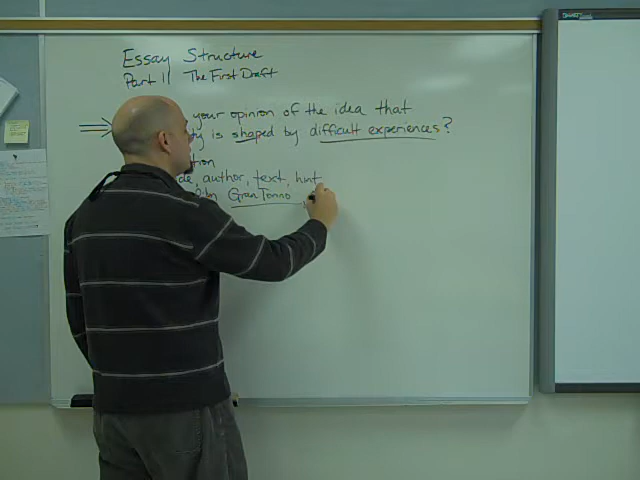 Essay Structure
Part II The First Draft
your opinion of the idea that
is shaped by difficult experiences?
author, text, hint
by Gran Torino